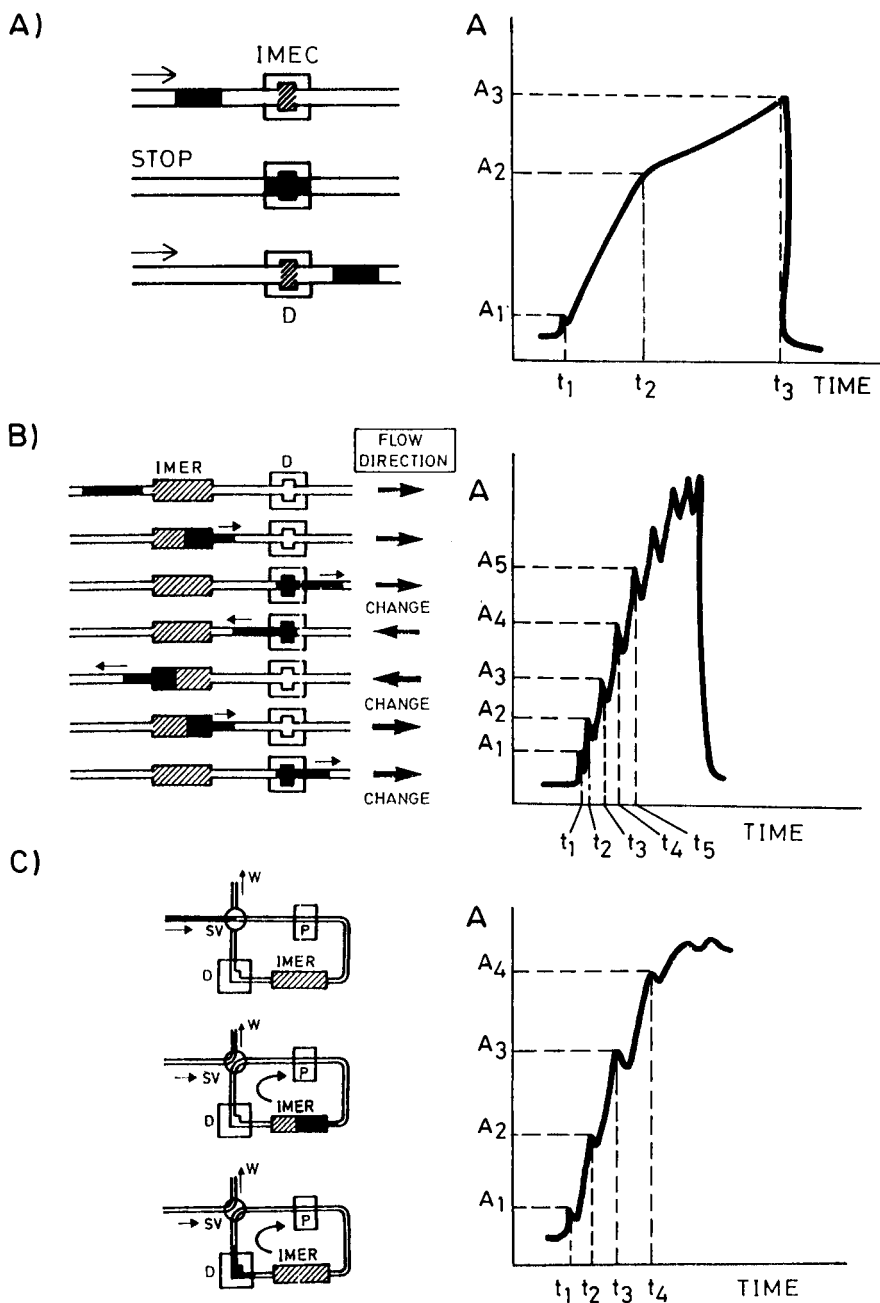 A)
IMEC
STOP
D
A
A3
A2
A1
t1 t2 t3 TIME
B)
IMER D FLOW DIRECTION
CHANGE
CHANGE
CHANGE
A
A5
A4
A3
A2
A1
t1 t2 t3 t4 t5
TIME
C)
W
SV P
D IMER
W
SV P
D IMER
W
SV P
D IMER
A
A4
A3
A2
A1
t1 t2 t3 t4 TIME